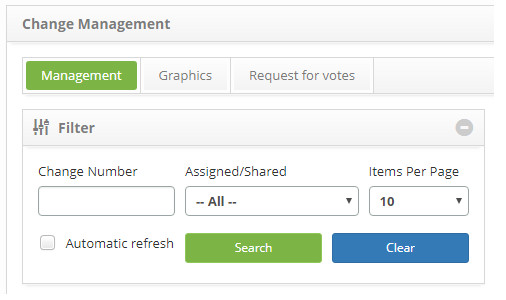 Change Management
Management Graphics Request for votes
Filter
Change Number Assigned/Shared Items Per Page
-- All -- 10
Automatic refresh Search Clear